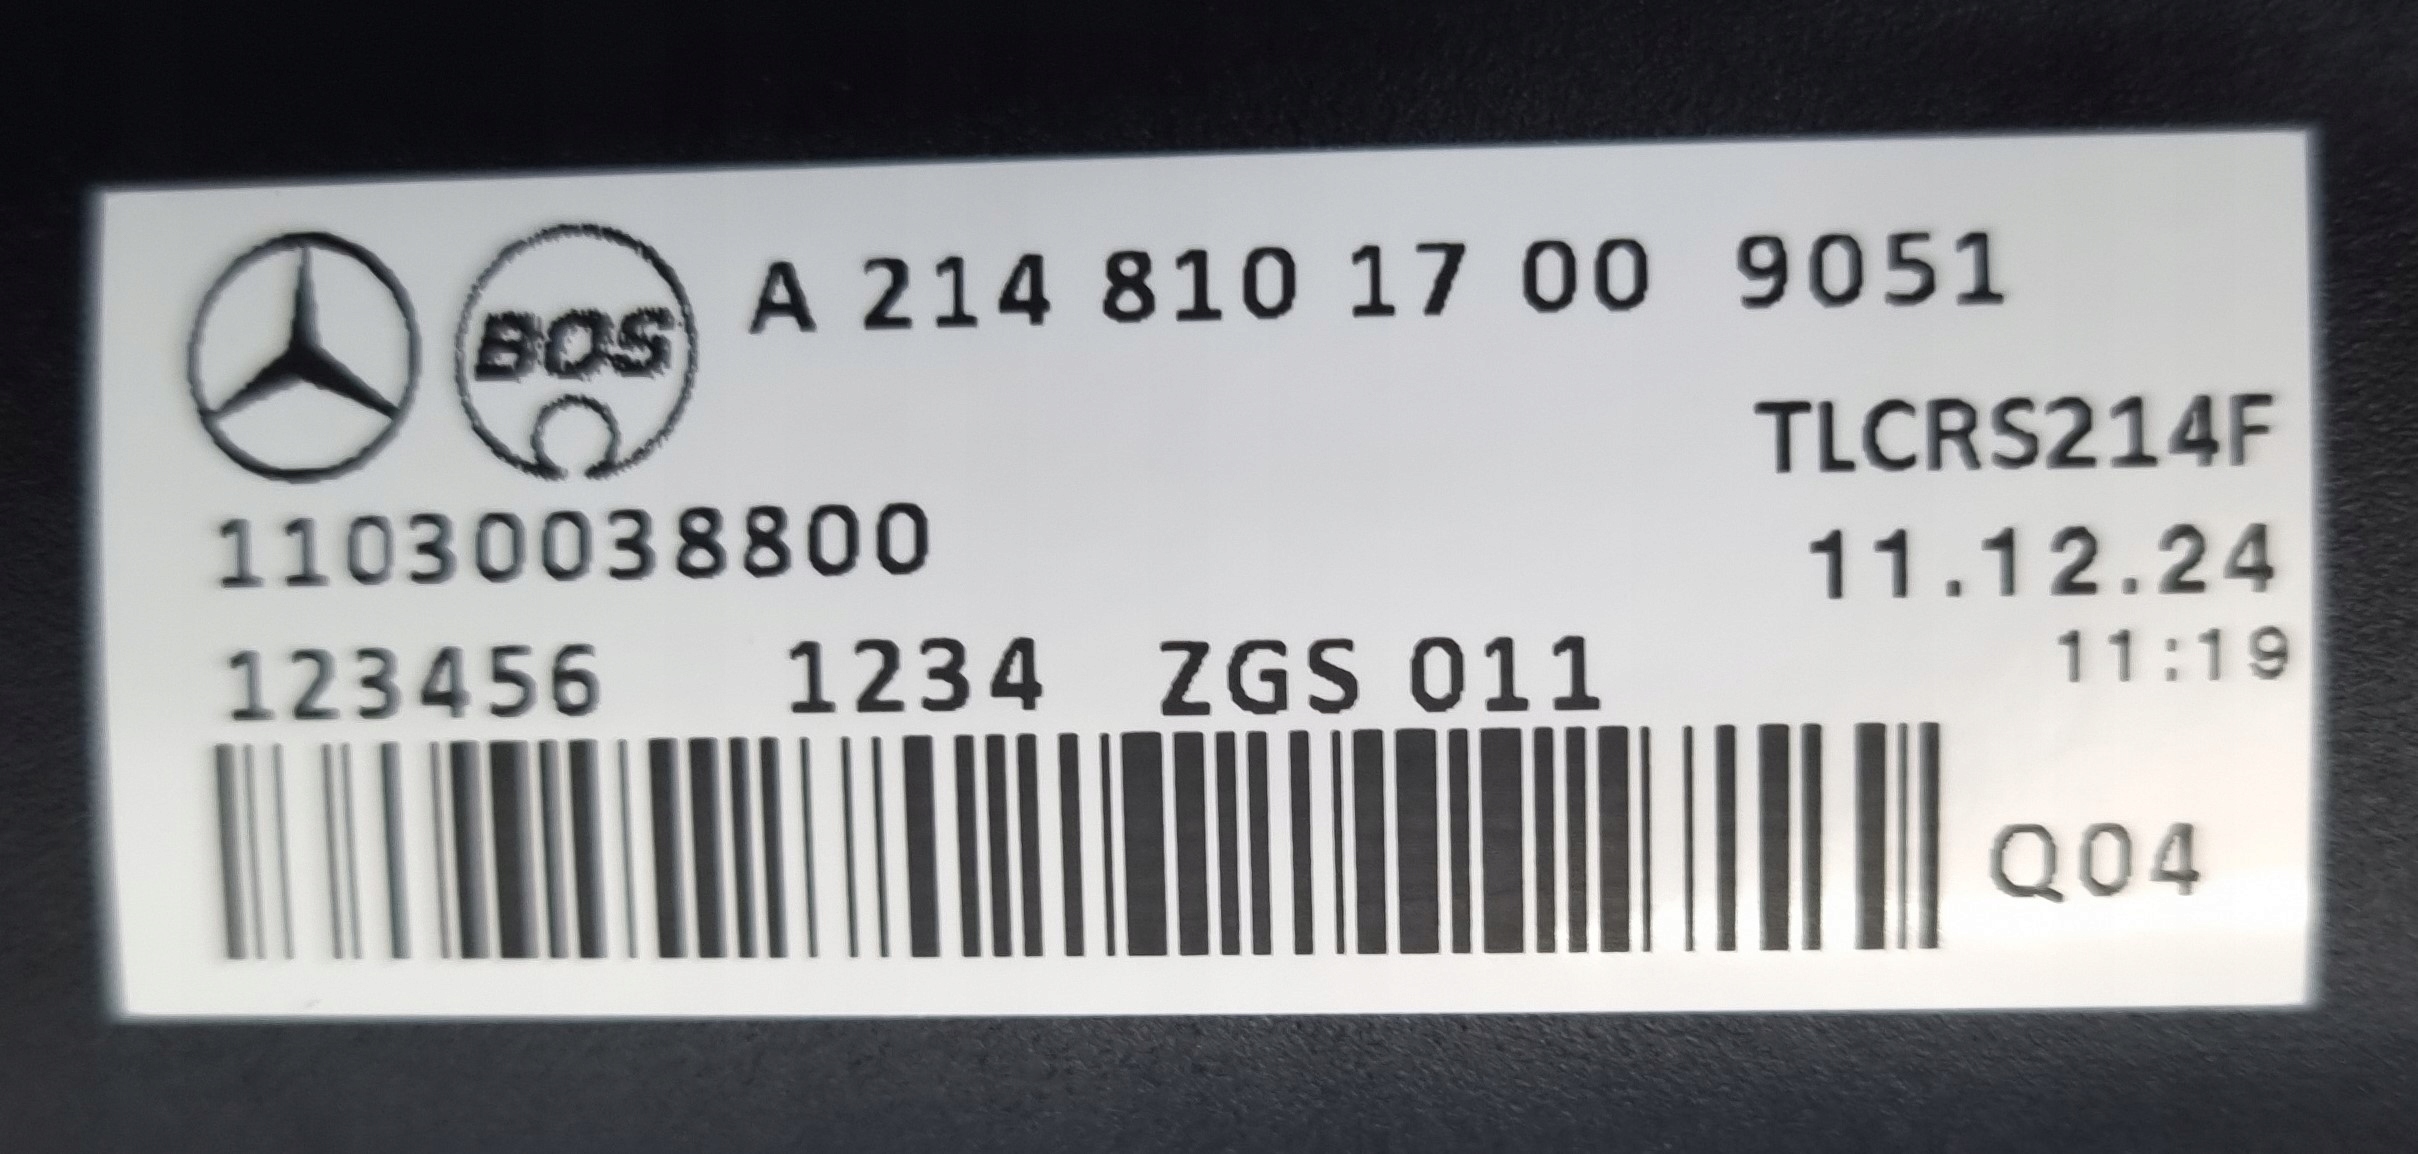 BOS A 214 810 17 00 9051
TLCRS214F
11030038800 11.12.24
123456 1234 ZGS 011 11:19
Q04